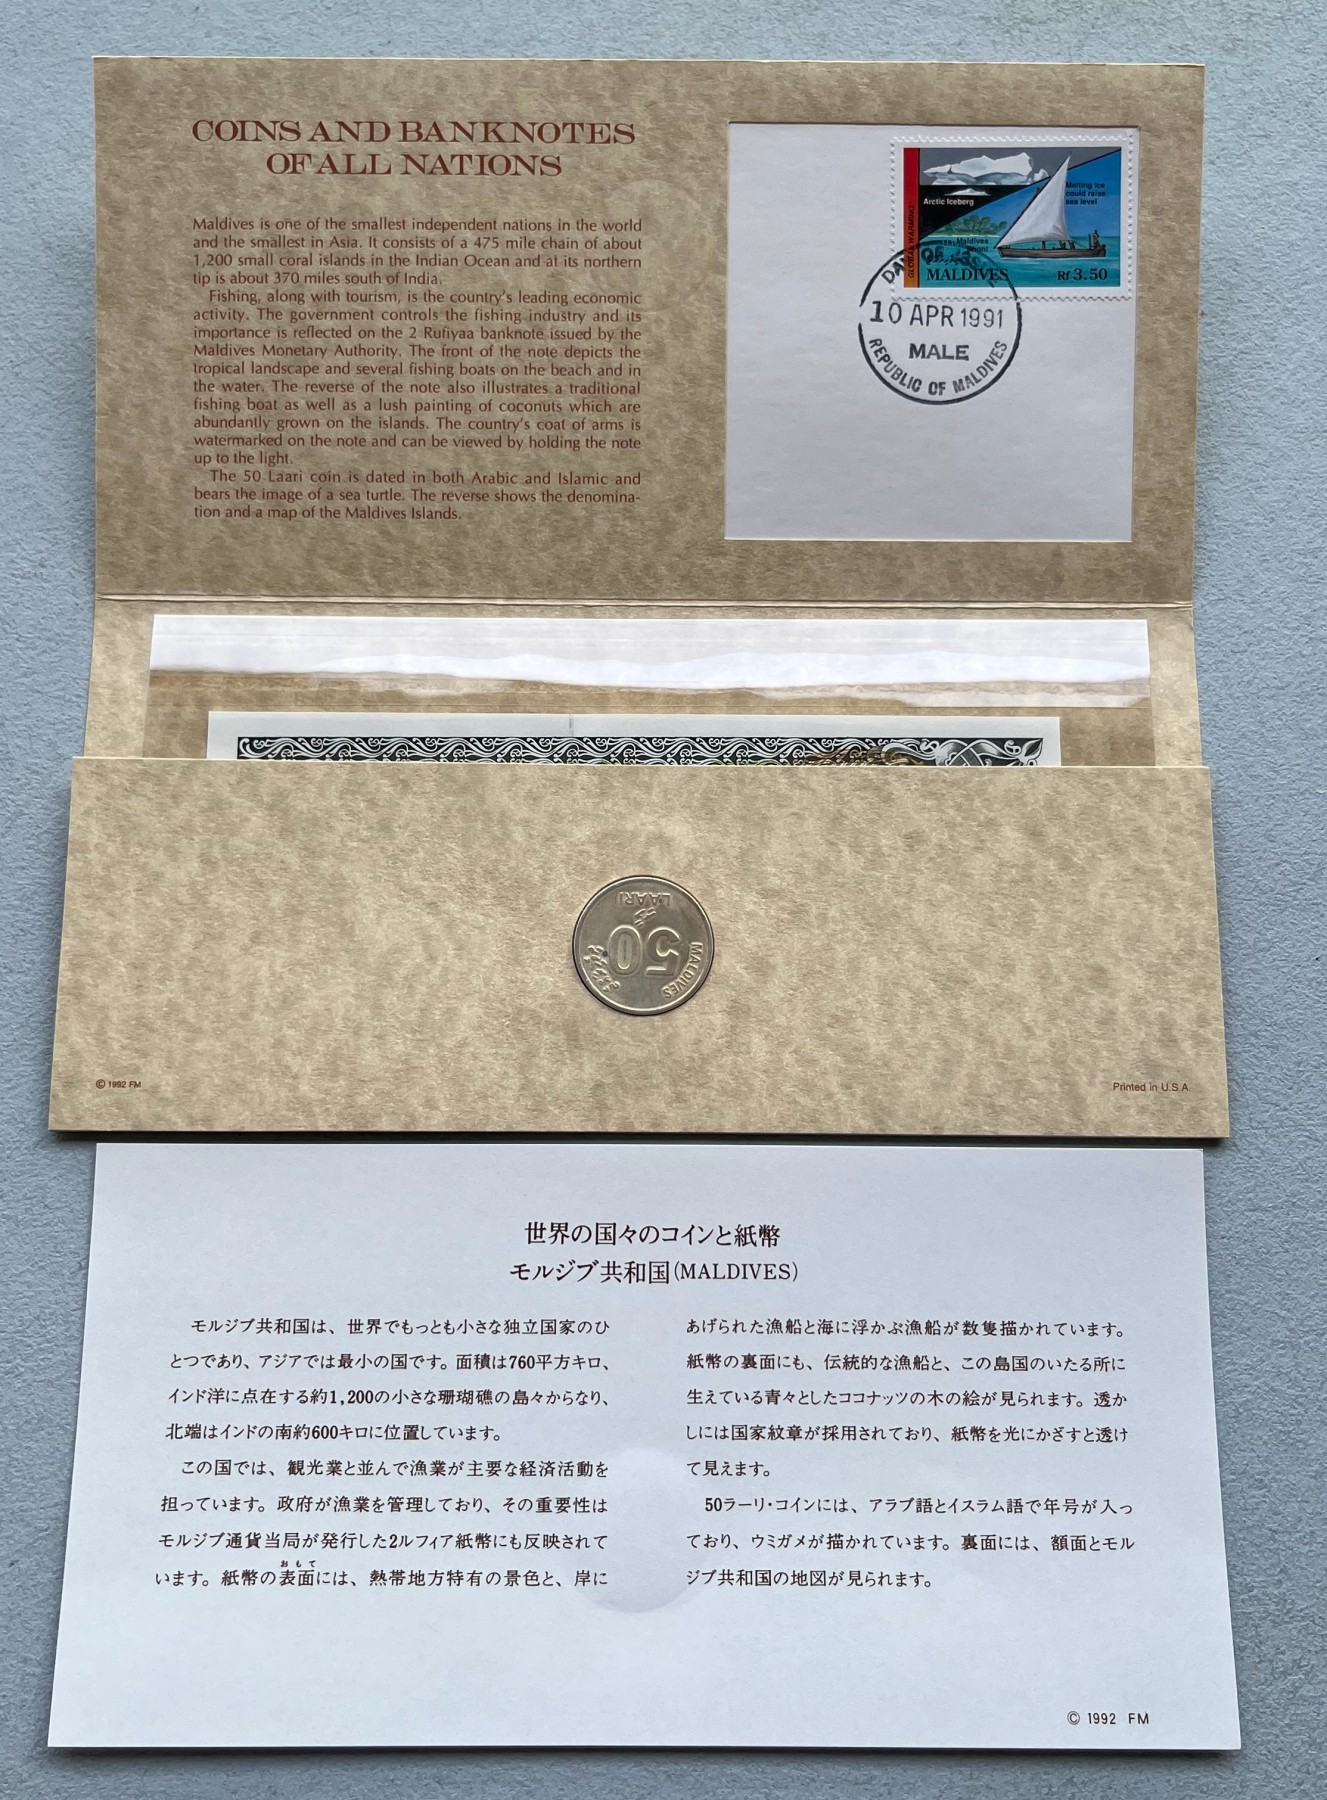 COINS AND BANKNOTES
OF ALL NATIONS
Maldives is one of the smallest independent nations in the world
and the smallest in Asia. It consists of a 475 mile chain of about
1,200 small coral islands in the Indian Ocean and at its northern
tip is about 370 miles south of India.
Fishing, along with tourism, is the country's leading economic
activity. The government controls the fishing industry and its
importance is reflected on the 2 Rufiyaa banknote issued by the
Maldives Monetary Authority. The front of the note depicts the
tropical landscape and several fishing boats on the beach and in
the water. The reverse of the note also illustrates a traditional
fishing boat as well as a lush painting of coconuts which are
abundantly grown on the islands. The country's coat of arms is
watermarked on the note and can be viewed by holding the note
up to the light.
The 50 Laari coin is dated in both Arabic and Islamic and
bears the image of a sea turtle. The reverse shows the denomina-
tion and a map of the Maldives Islands.
GLOBAL WARMING
Arctic Iceberg
Melting ice
could raise
sea level
Maldives
Dhoni
MALDIVES Rf 3.50
DAY OF
10 APR 1991
MALE
REPUBLIC OF MALDIVES
LAARI
50
MALDIVES
© 1992 FM
Printed in U.S.A.
世界の国々のコインと紙幣
モルジブ共和国(MALDIVES)
モルジブ共和国は、世界でもっとも小さな独立国家のひ
とつであり、アジアでは最小の国です。面積は760平方キロ、
インド洋に点在する約1,200の小さな珊瑚礁の島々からなり、
北端はインドの南約600キロに位置しています。
この国では、観光業と並んで漁業が主要な経済活動を
担っています。政府が漁業を管理しており、その重要性は
モルジブ通貨当局が発行した2ルフィア紙幣にも反映されて
おもて
います。紙幣の表面には、熱帯地方特有の景色と、岸に
あげられた漁船と海に浮かぶ漁船が数隻描かれています。
紙幣の裏面にも、伝統的な漁船と、この島国のいたる所に
生えている青々としたココナッツの木の絵が見られます。透か
しには国家紋章が採用されており、紙幣を光にかざすと透け
て見えます。
50ラーリ・コインには、アラブ語とイスラム語で年号が入っ
ており、ウミガメが描かれています。裏面には、額面とモル
ジブ共和国の地図が見られます。
© 1992 FM